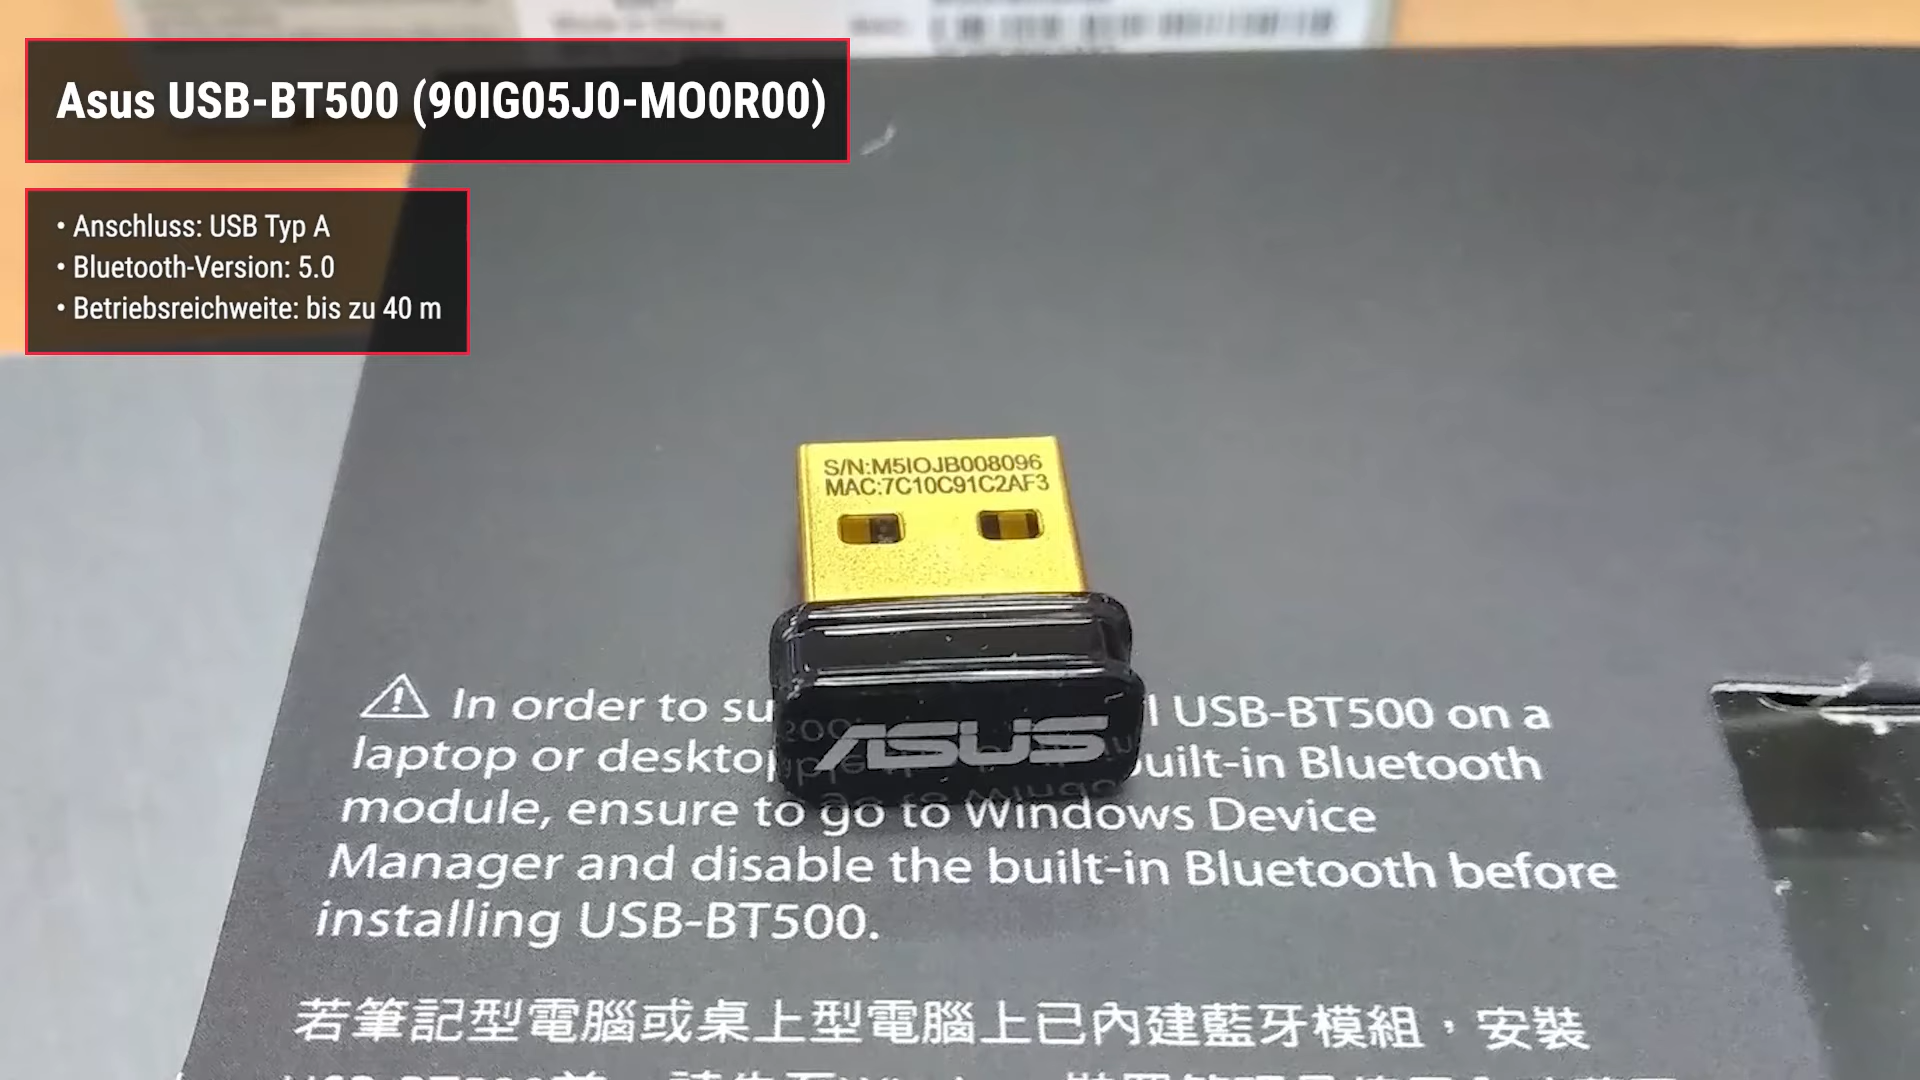 Asus USB-BT500 (90IG05J0-MO0R00)
• Anschluss: USB Typ A
• Bluetooth-Version: 5.0
• Betriebsreichweite: bis zu 40 m
S/N:M5IOJB008096
MAC:7C10C91C2AF3
ASUS
In order to USB-BT500 on a
laptop or built-in Bluetooth
module, ensure to go to Windows Device
Manager and disable the built-in Bluetooth before
installing USB-BT500.
若筆記型電腦或桌上型電腦上已內建藍牙模組，安裝